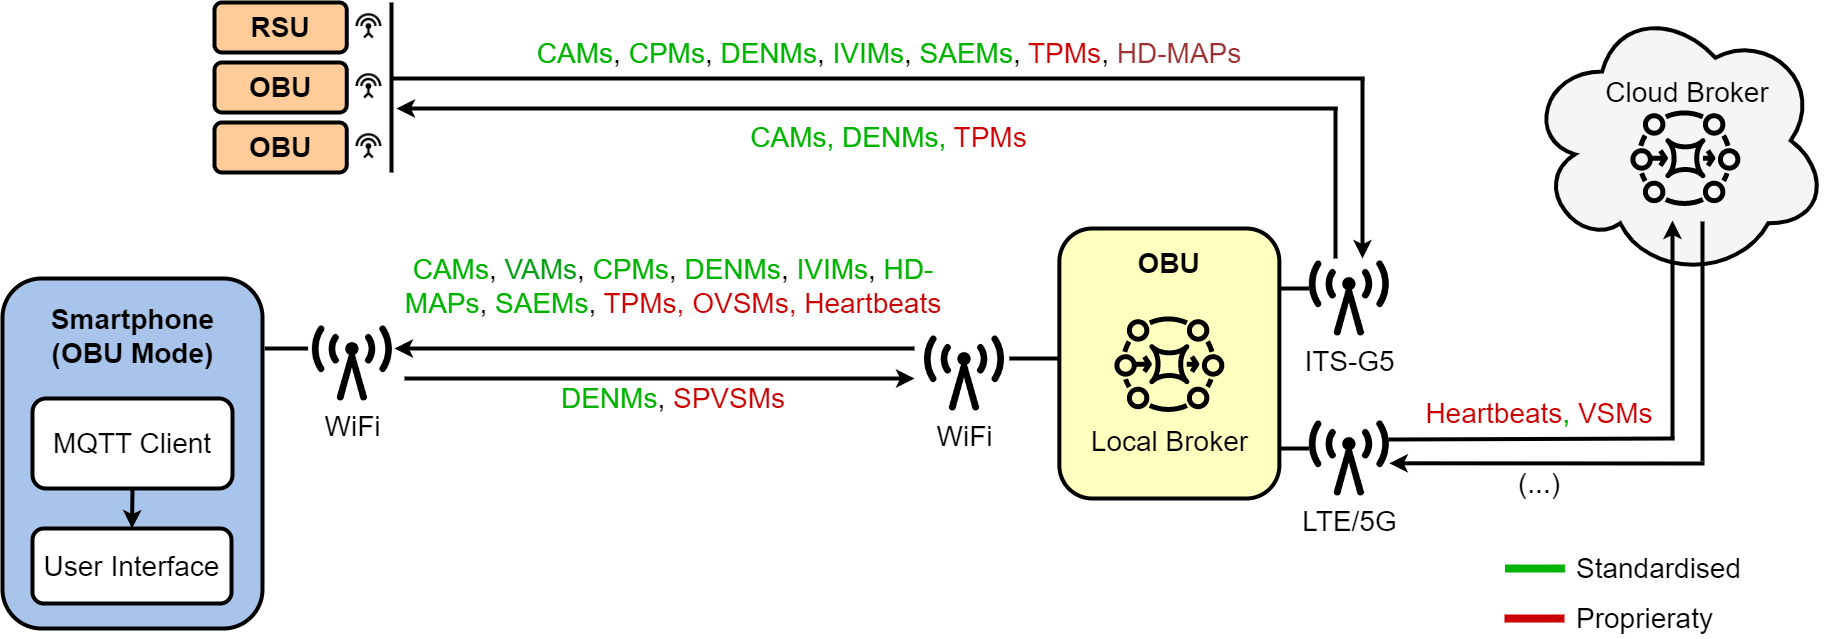 RSU
OBU
OBU
CAMs, CPMs, DENMs, IVIMs, SAEMs, TPMs, HD-MAPs
CAMs, DENMs, TPMs
Cloud Broker
Smartphone
(OBU Mode)
MQTT Client
User Interface
WiFi
CAMs, VAMs, CPMs, DENMs, IVIMs, HD-
MAPs, SAEMs, TPMs, OVSMs, Heartbeats
DENMs, SPVSMs
WiFi
OBU
Local Broker
ITS-G5
LTE/5G
Heartbeats, VSMs
(...)
Standardised
Proprieraty